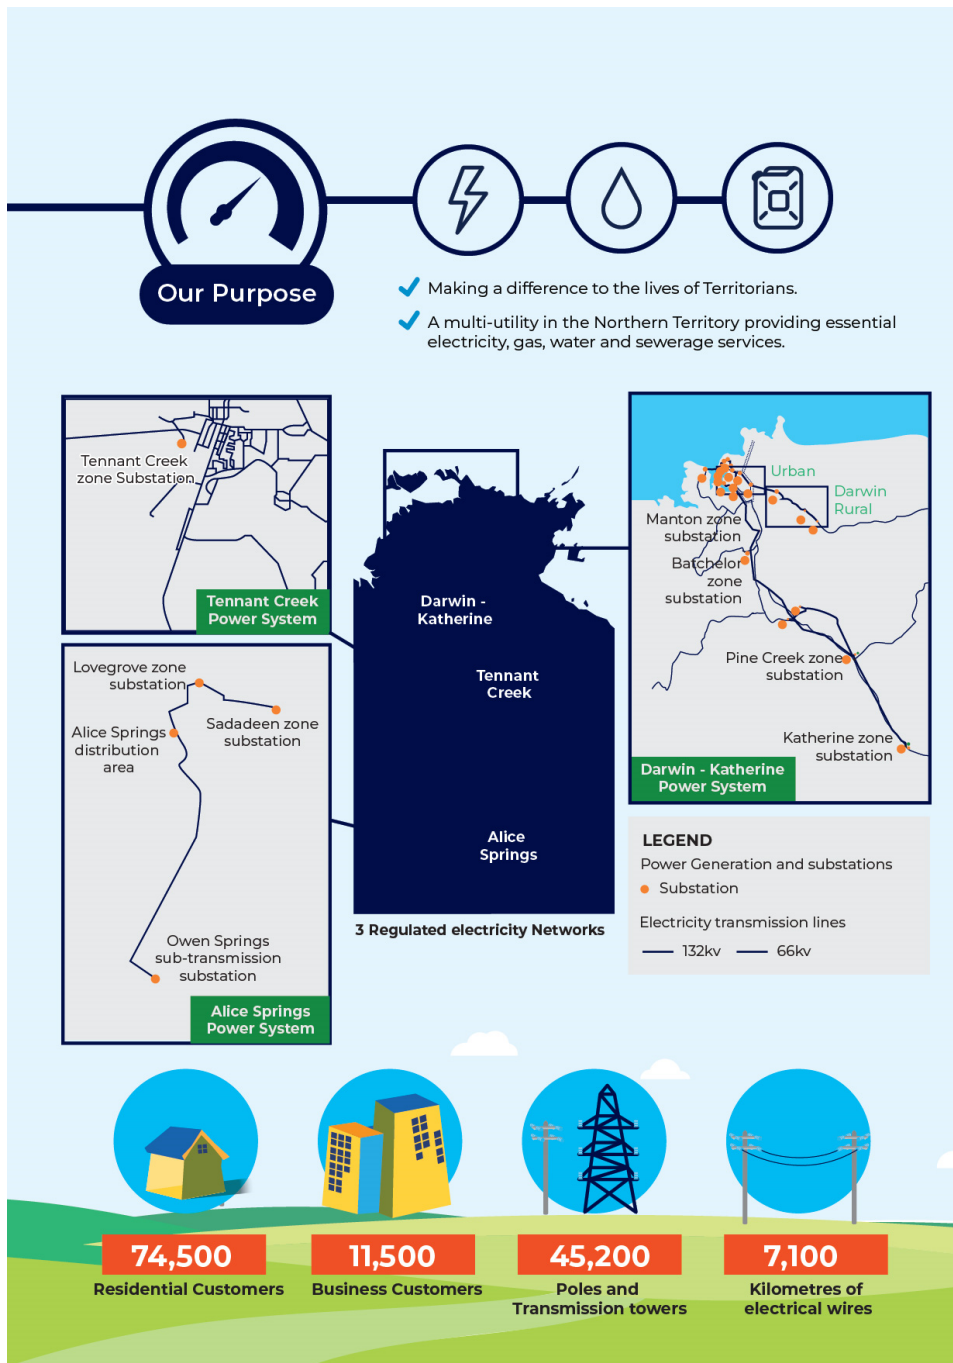 Our Purpose
Making a difference to the lives of Territorians.
A multi-utility in the Northern Territory providing essential
electricity, gas, water and sewerage services.
Tennant Creek
zone Substation
Tennant Creek
Power System
Lovegrove zone
substation
Sadadeen zone
substation
Alice Springs
distribution
area
Owen Springs
sub-transmission
substation
Alice Springs
Power System
Darwin -
Katherine
Tennant
Creek
Alice
Springs
3 Regulated electricity Networks
Urban
Darwin
Rural
Manton zone
substation
Batchelor
zone
substation
Pine Creek zone
substation
Katherine zone
substation
Darwin - Katherine
Power System
LEGEND
Power Generation and substations
Substation
Electricity transmission lines
132kv 66kv
74,500
Residential Customers
11,500
Business Customers
45,200
Poles and
Transmission towers
7,100
Kilometres of
electrical wires